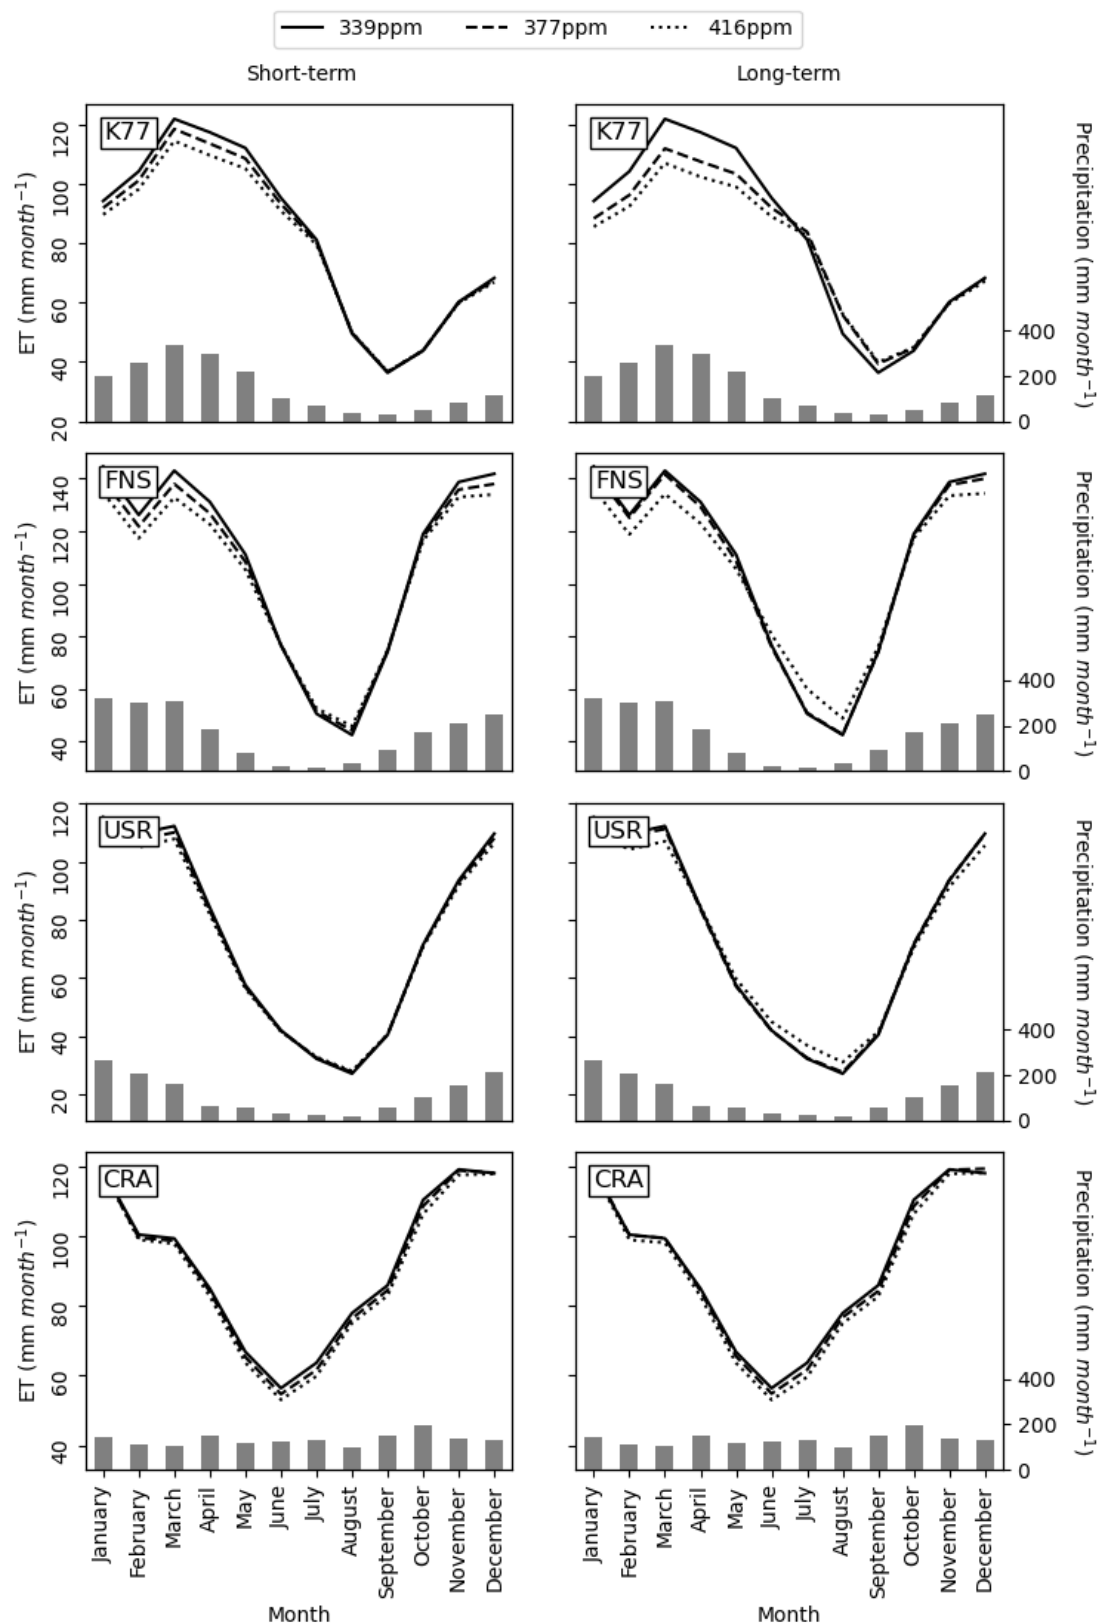 339ppm 377ppm 416ppm
Short-term Long-term
K77 K77
ET (mm month⁻¹)
120
100
80
60
40
20
Precipitation (mm month⁻¹)
400
200
0
FNS FNS
ET (mm month⁻¹)
140
120
100
80
60
40
Precipitation (mm month⁻¹)
400
200
0
USR USR
ET (mm month⁻¹)
120
100
80
60
40
20
Precipitation (mm month⁻¹)
400
200
0
CRA CRA
ET (mm month⁻¹)
120
100
80
60
40
Precipitation (mm month⁻¹)
400
200
0
January February March April May June July August September October November December
January February March April May June July August September October November December
Month Month